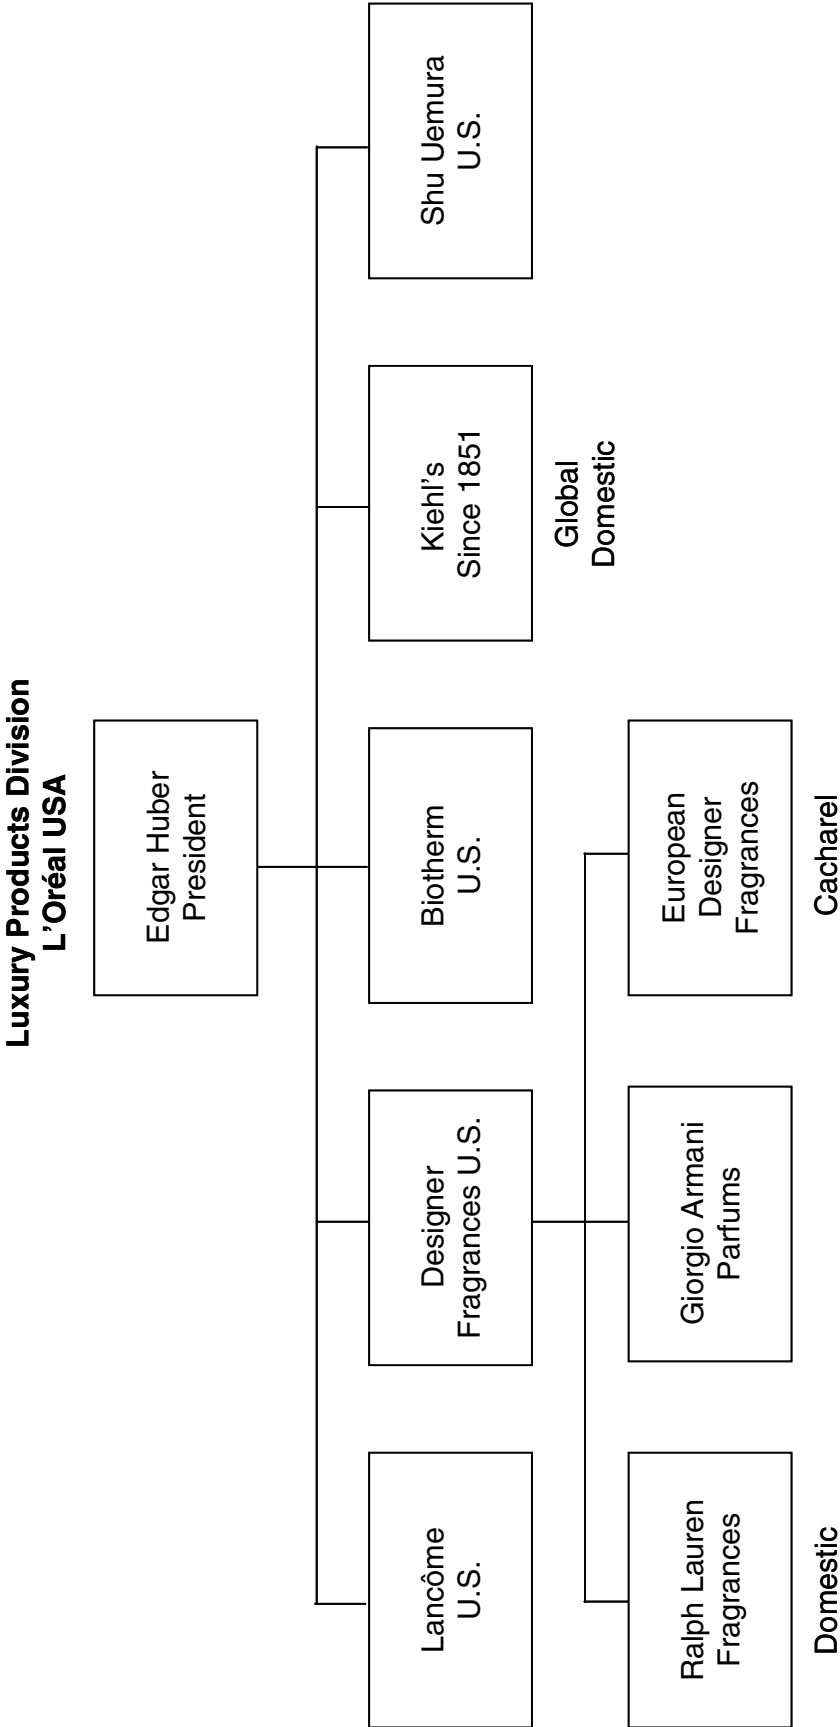 Luxury Products Division
L'Oréal USA
Edgar Huber
President
Lancôme
U.S.
Designer
Fragrances U.S.
Biotherm
U.S.
Kiehl's
Since 1851
Shu Uemura
U.S.
Global
Domestic
Ralph Lauren
Fragrances
Giorgio Armani
Parfums
European
Designer
Fragrances
Domestic
Cacharel